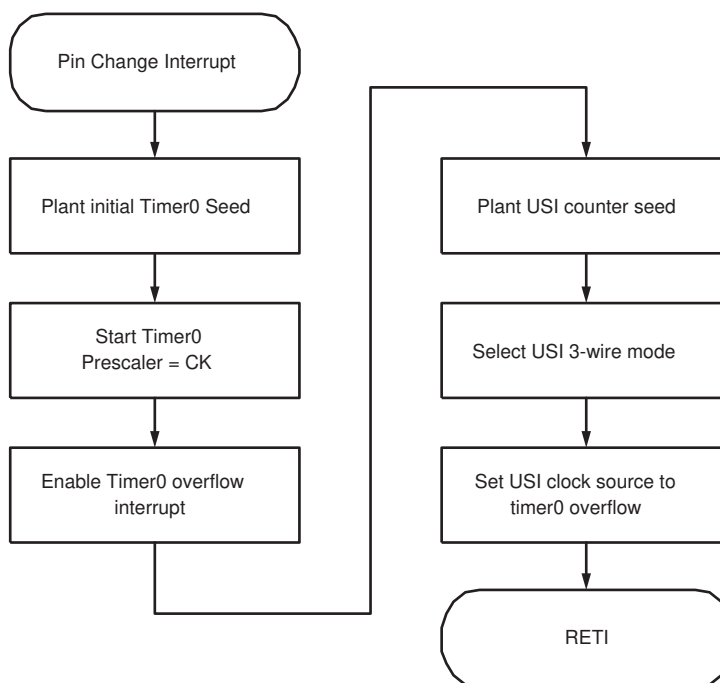 Pin Change Interrupt
Plant initial Timer0 Seed
Start Timer0
Prescaler = CK
Enable Timer0 overflow
interrupt
Plant USI counter seed
Select USI 3-wire mode
Set USI clock source to
timer0 overflow
RETI